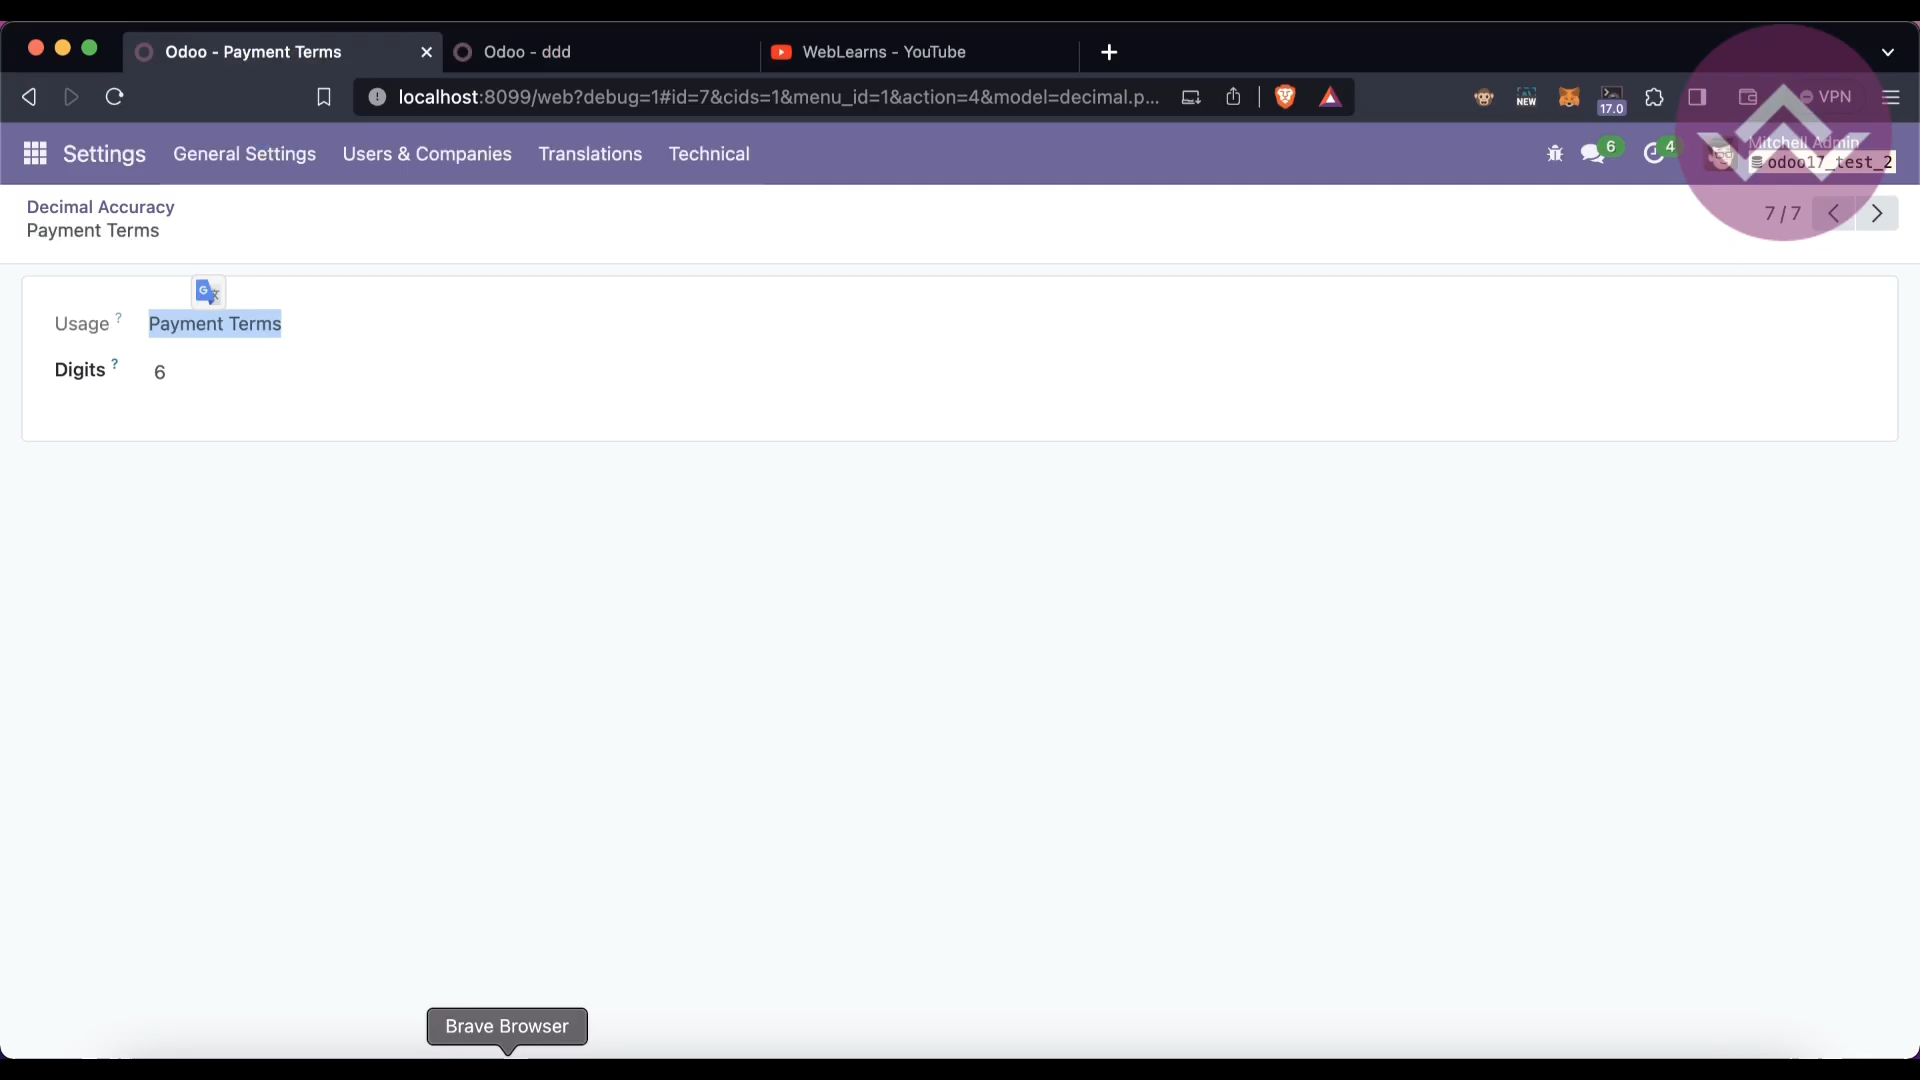 Odoo - Payment Terms
Odoo - ddd
WebLearns - YouTube
localhost:8099/web?debug=1#id=7&cids=1&menu_id=1&action=4&model=decimal.p...
NEW
17.0
VPN
Settings
General Settings
Users & Companies
Translations
Technical
6
4
Mitchell Admin
odoo17_test_2
Decimal Accuracy
Payment Terms
7 / 7
Usage ?
Payment Terms
Digits ?
6
Brave Browser